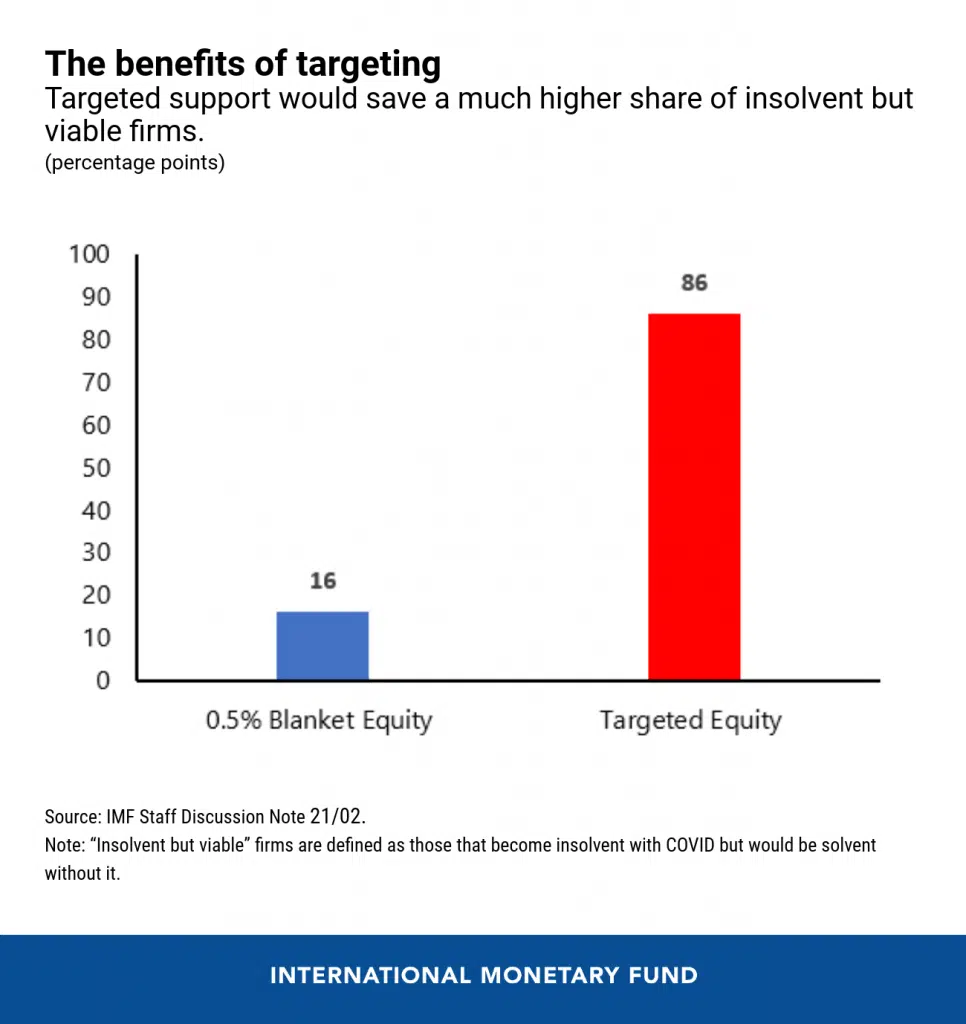 The benefits of targeting
Targeted support would save a much higher share of insolvent but
viable firms.
(percentage points)
100
90
80
70
60
50
40
30
20
10
0
16
86
0.5% Blanket Equity
Targeted Equity
Source: IMF Staff Discussion Note 21/02.
Note: “Insolvent but viable” firms are defined as those that become insolvent with COVID but would be solvent
without it.
INTERNATIONAL MONETARY FUND